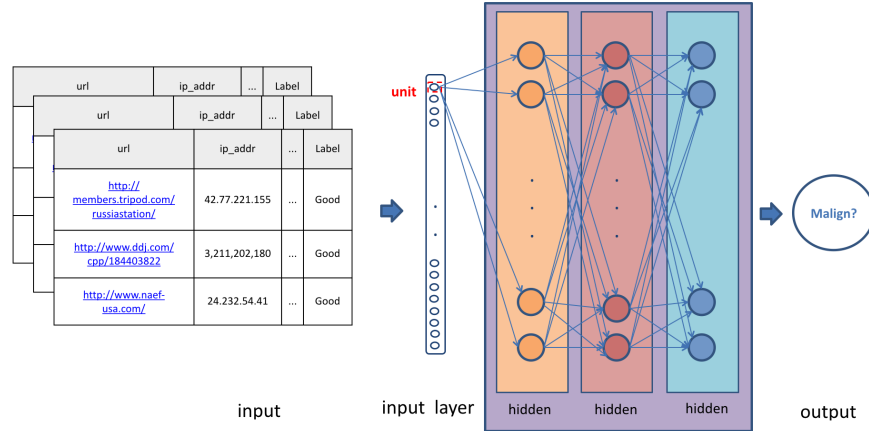 url ip_addr ... Label
url ip_addr ... Label
url ip_addr ... Label
http://
members.tripod.com/
russiastation/
42.77.221.155 ... Good
http://www.ddj.com/
cpp/184403822
3,211,202,180 ... Good
http://www.naef-
usa.com/
24.232.54.41 ... Good
unit
Malign?
input
input layer
hidden
hidden
hidden
output